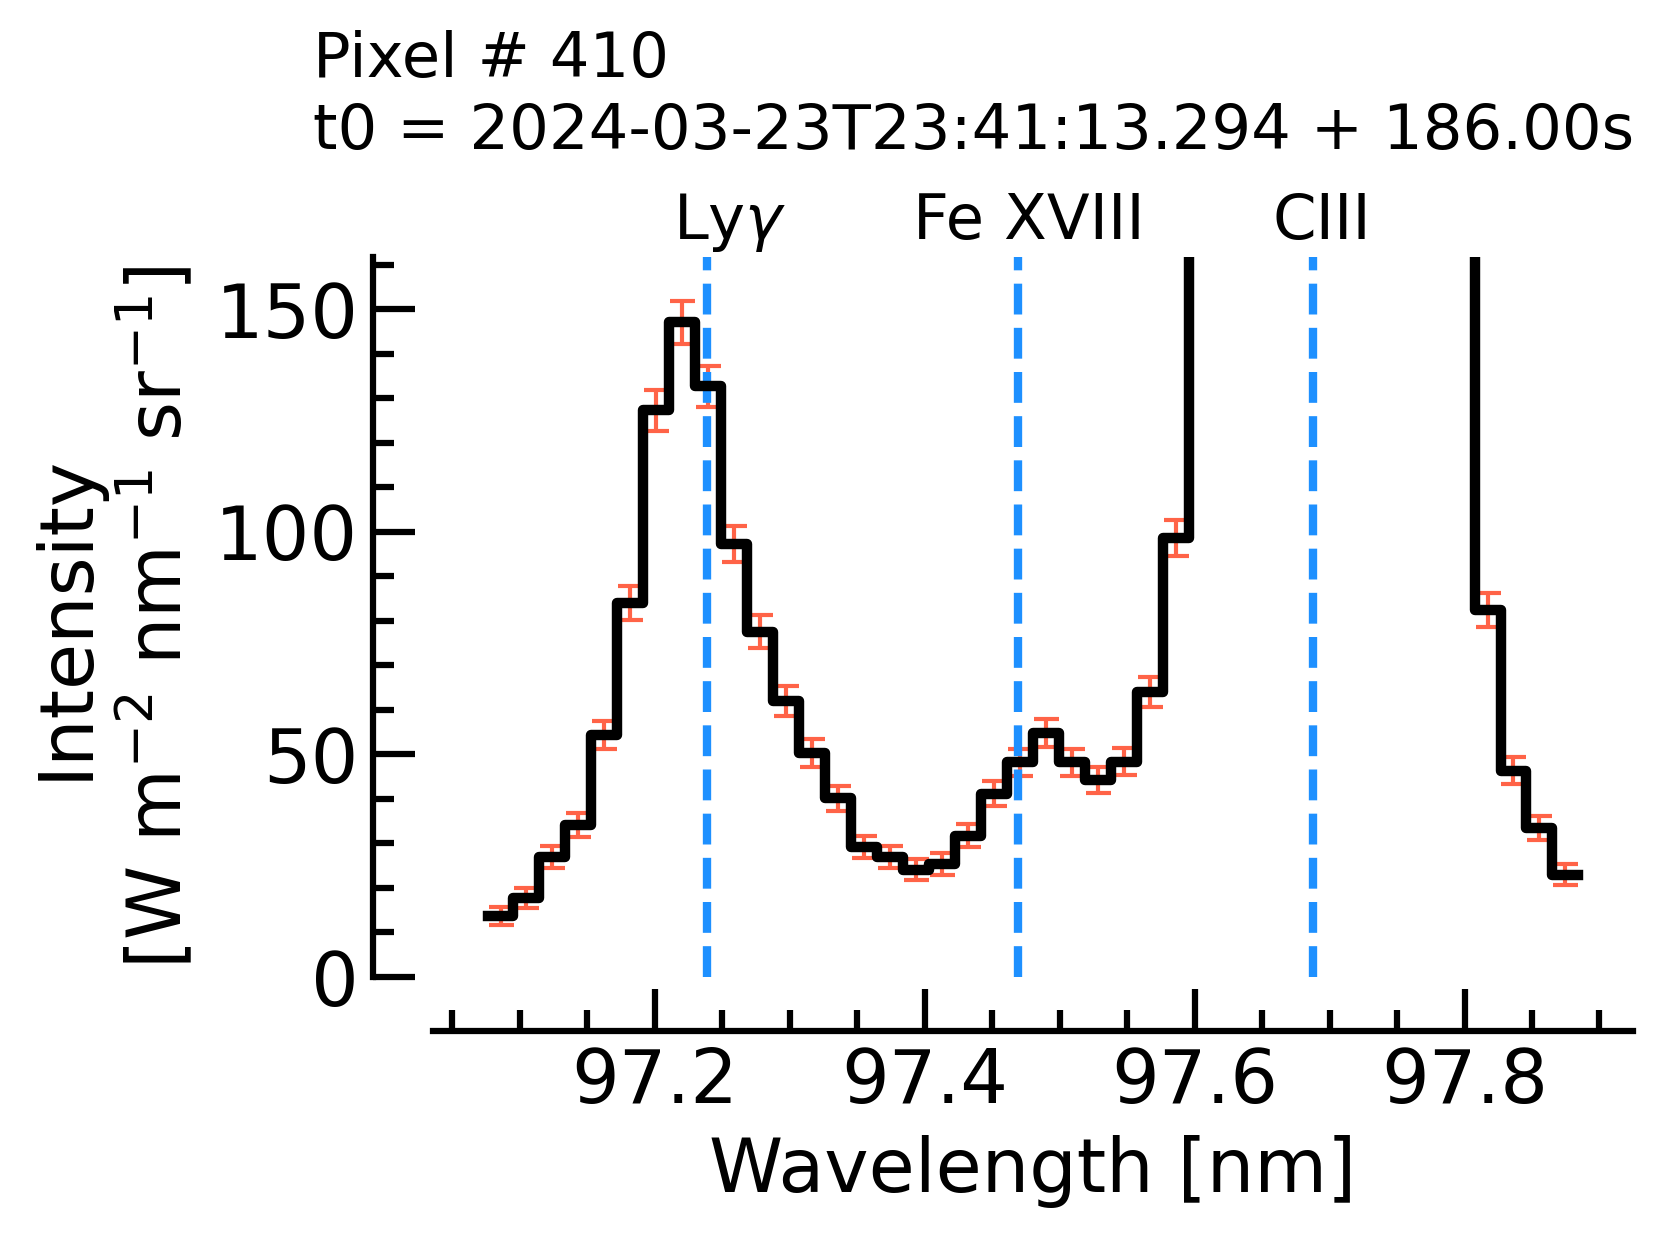 Pixel # 410
t0 = 2024-03-23T23:41:13.294 + 186.00s
Lyγ Fe XVIII CIII
Intensity
[W m⁻² nm⁻¹ sr⁻¹]
150
100
50
0
97.2 97.4 97.6 97.8
Wavelength [nm]